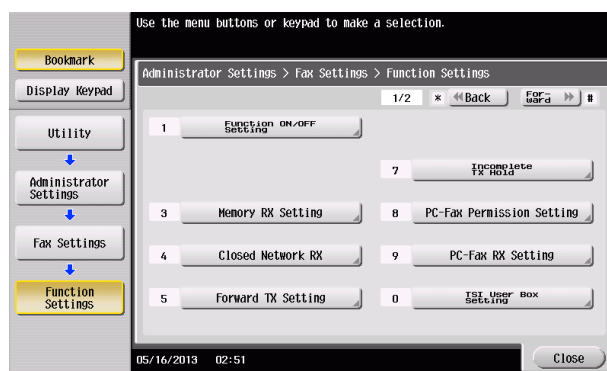 Use the menu buttons or keypad to make a selection.
Bookmark
Display Keypad
Utility
Administrator
Settings
Fax Settings
Function
Settings
Administrator Settings > Fax Settings > Function Settings
1/2 * Back For-
ward #
1 Function ON/OFF
Setting
7 Incomplete
TX Hold
3 Memory RX Setting
8 PC-Fax Permission Setting
4 Closed Network RX
9 PC-Fax RX Setting
5 Forward TX Setting
0 TSI User Box
Setting
05/16/2013 02:51
Close